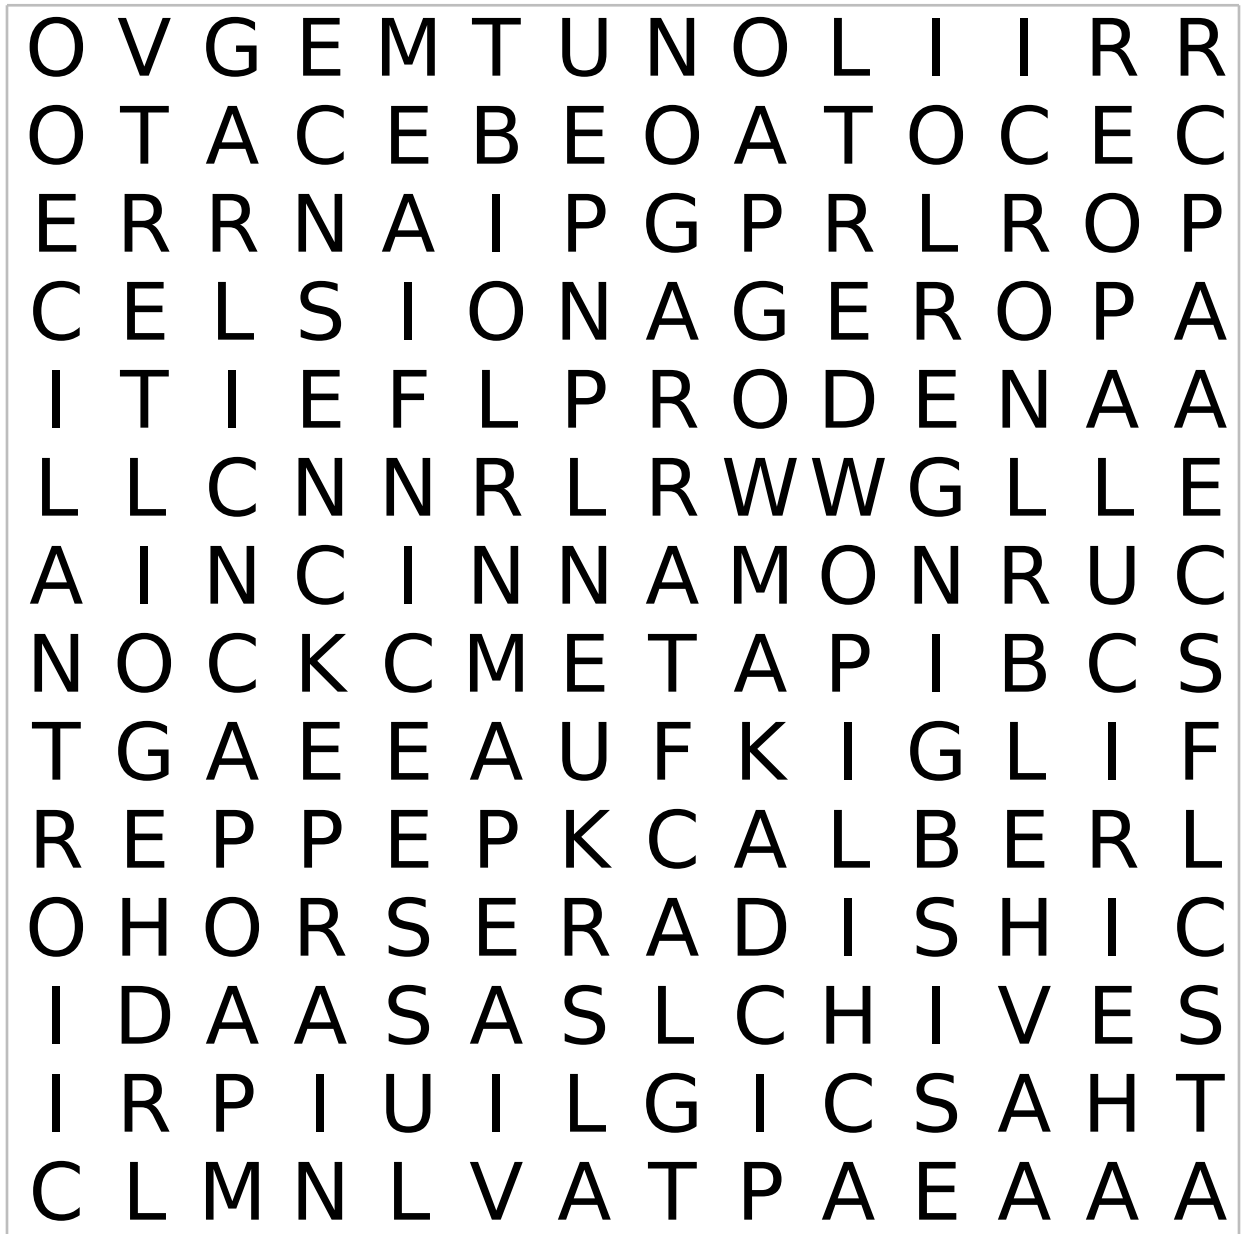 O V G E M T U N O L I I R R
O T A C E B E O A T O C E C
E R R N A I P G P R L R O P
C E L S I O N A G E R O P A
I T I E F L P R O D E N A A
L L C N N R L R W W G L L E
A I N C I N N A M O N R U C
N O C K C M E T A P I B C S
T G A E E A U F K I G L I F
R E P P E P K C A L B E R L
O H O R S E R A D I S H I C
I D A A S A S L C H I V E S
I R P I U I L G I C S A H T
C L M N L V A T P A E A A A